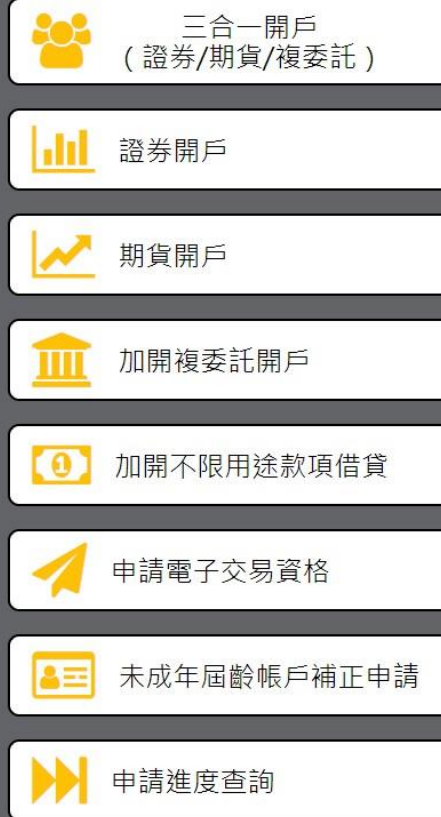 三合一開戶
(證券/期貨/複委託)
證券開戶
期貨開戶
加開複委託開戶
1
加開不限用途款項借貸
申請電子交易資格
未成年屆齡帳戶補正申請
申請進度查詢